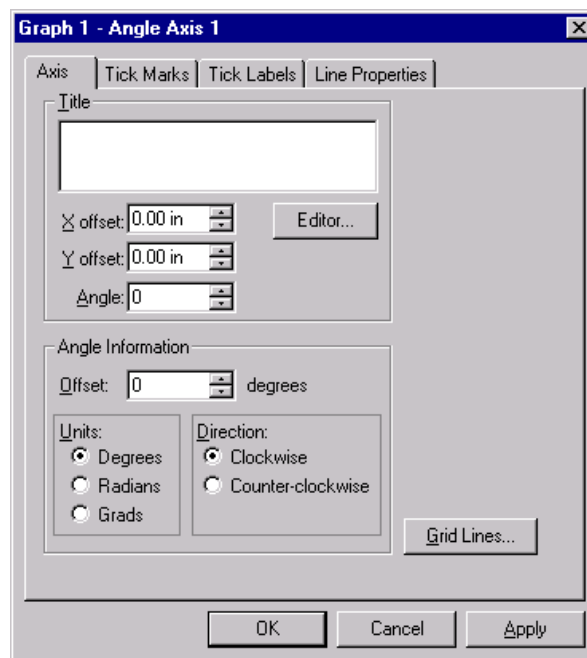 Graph 1 - Angle Axis 1
Axis Tick Marks Tick Labels Line Properties
Title
X offset: 0.00 in Editor...
Y offset: 0.00 in
Angle: 0
Angle Information
Offset: 0 degrees
Units: Direction:
Degrees Clockwise
Radians Counter-clockwise
Grads
Grid Lines...
OK Cancel Apply